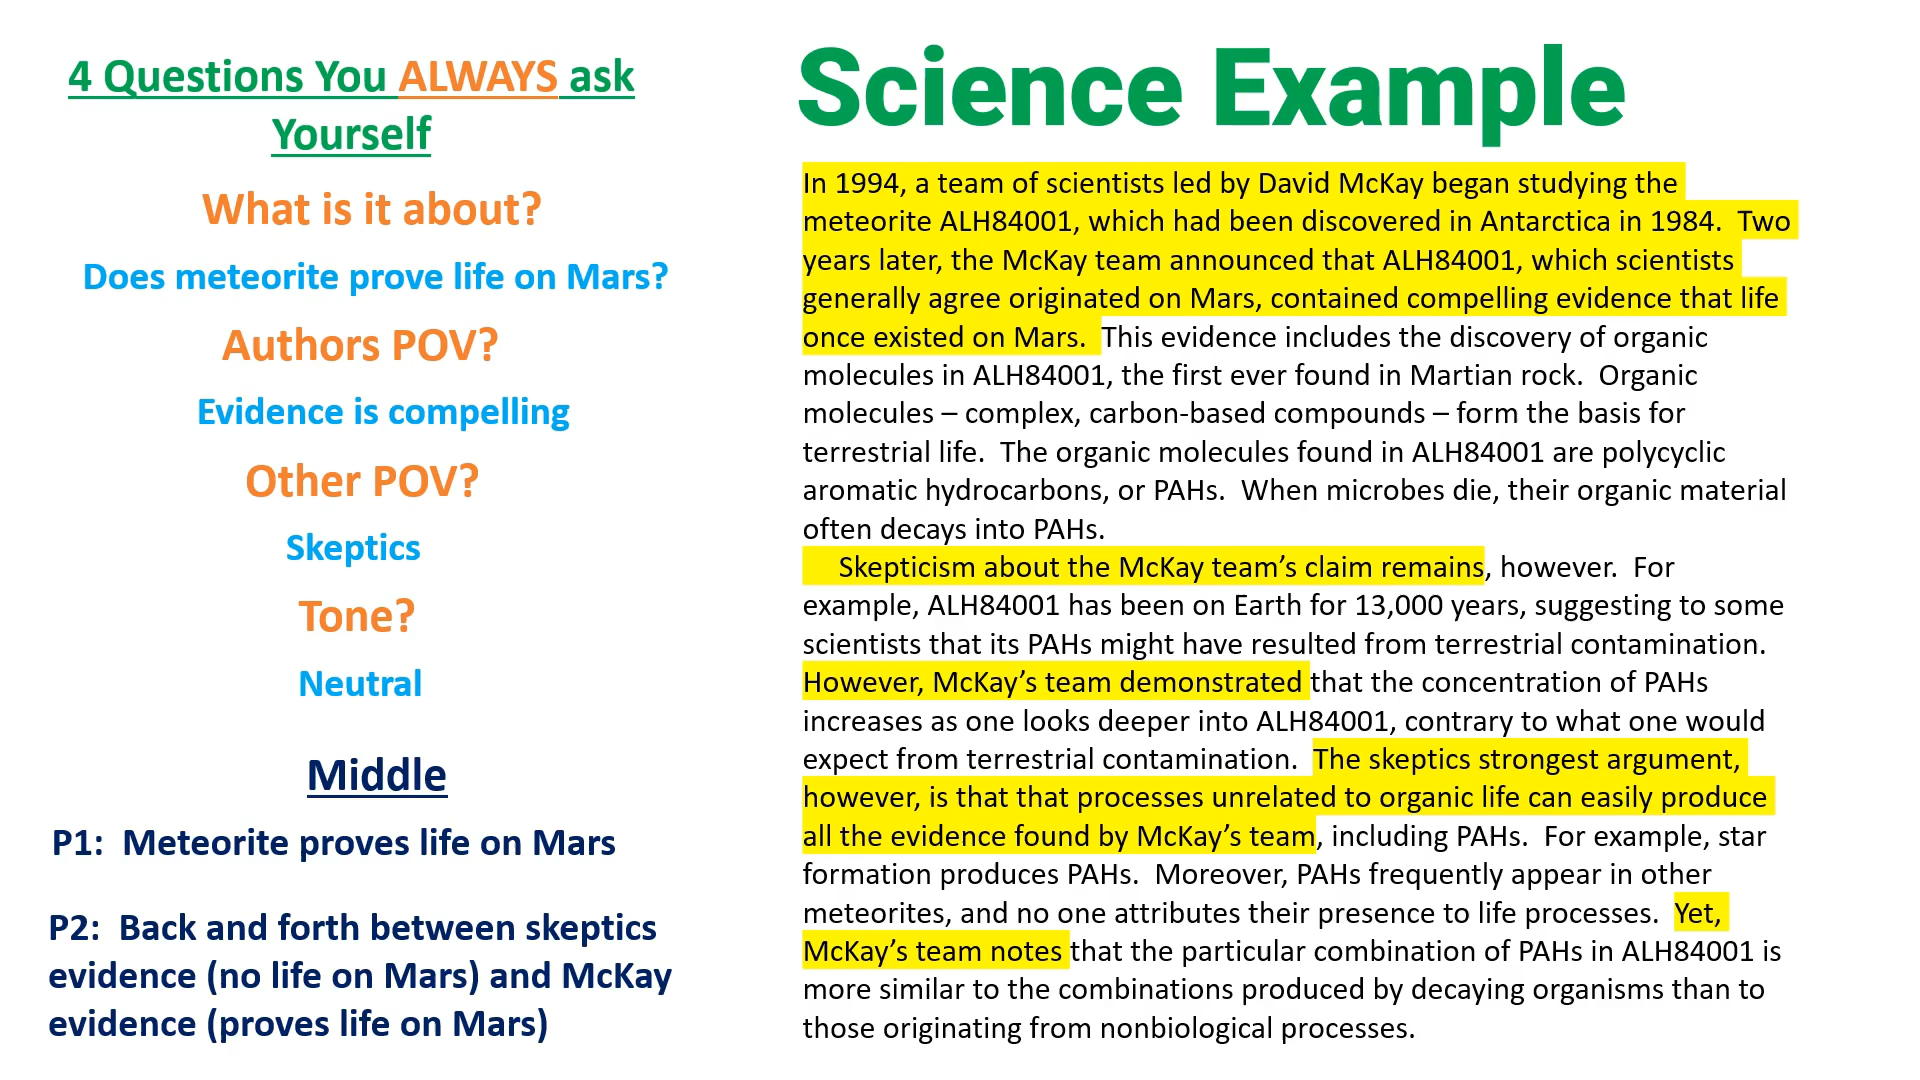 4 Questions You ALWAYS ask
Yourself
What is it about?
Does meteorite prove life on Mars?
Authors POV?
Evidence is compelling
Other POV?
Skeptics
Tone?
Neutral
Middle
P1:  Meteorite proves life on Mars
P2:  Back and forth between skeptics
evidence (no life on Mars) and McKay
evidence (proves life on Mars)
Science Example
In 1994, a team of scientists led by David McKay began studying the
meteorite ALH84001, which had been discovered in Antarctica in 1984.  Two
years later, the McKay team announced that ALH84001, which scientists
generally agree originated on Mars, contained compelling evidence that life
once existed on Mars.  This evidence includes the discovery of organic
molecules in ALH84001, the first ever found in Martian rock.  Organic
molecules – complex, carbon-based compounds – form the basis for
terrestrial life.  The organic molecules found in ALH84001 are polycyclic
aromatic hydrocarbons, or PAHs.  When microbes die, their organic material
often decays into PAHs.
Skepticism about the McKay team’s claim remains, however.  For
example, ALH84001 has been on Earth for 13,000 years, suggesting to some
scientists that its PAHs might have resulted from terrestrial contamination.
However, McKay’s team demonstrated that the concentration of PAHs
increases as one looks deeper into ALH84001, contrary to what one would
expect from terrestrial contamination.  The skeptics strongest argument,
however, is that that processes unrelated to organic life can easily produce
all the evidence found by McKay’s team, including PAHs.  For example, star
formation produces PAHs.  Moreover, PAHs frequently appear in other
meteorites, and no one attributes their presence to life processes.  Yet,
McKay’s team notes that the particular combination of PAHs in ALH84001 is
more similar to the combinations produced by decaying organisms than to
those originating from nonbiological processes.